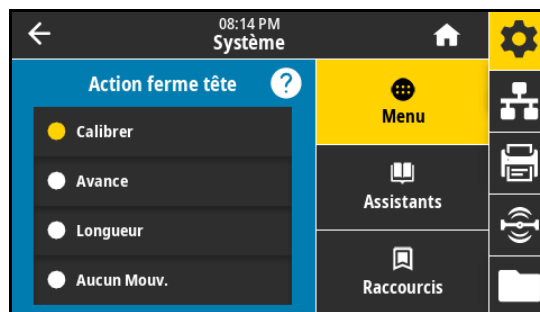 08:14 PM
Système
Action ferme tête
?
Calibrer
Avance
Longueur
Aucun Mouv.
Menu
Assistants
Raccourcis